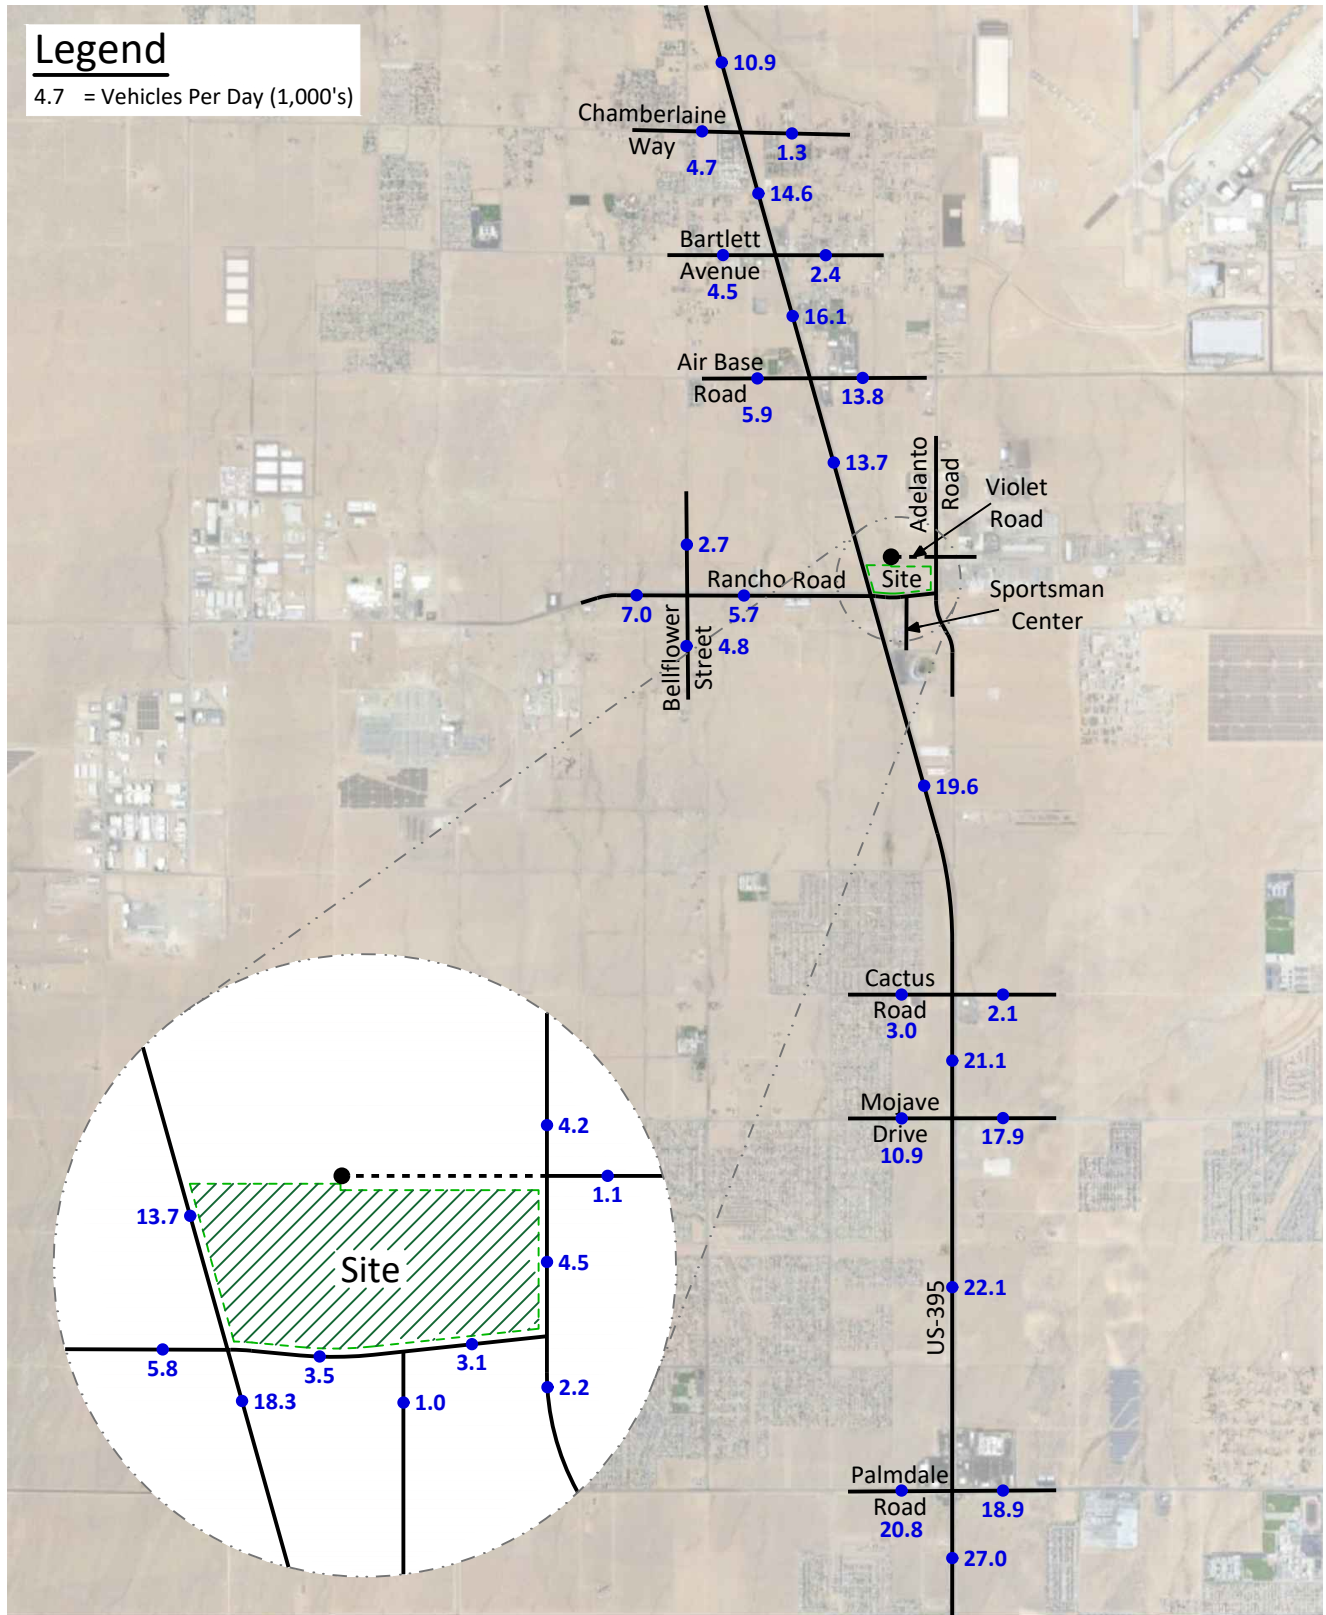 Legend
4.7 = Vehicles Per Day (1,000's)
10.9
Chamberlaine
Way
4.7
1.3
14.6
Bartlett
Avenue
4.5
2.4
16.1
Air Base
Road
5.9
13.8
13.7
Adelanto
Road
Violet
Road
2.7
Rancho Road
Site
Sportsman
Center
7.0
5.7
Bellflower
Street
4.8
19.6
Cactus
Road
3.0
2.1
21.1
Mojave
Drive
10.9
17.9
22.1
US-395
Palmdale
Road
20.8
18.9
27.0
4.2
1.1
13.7
4.5
Site
5.8
3.5
3.1
18.3
1.0
2.2